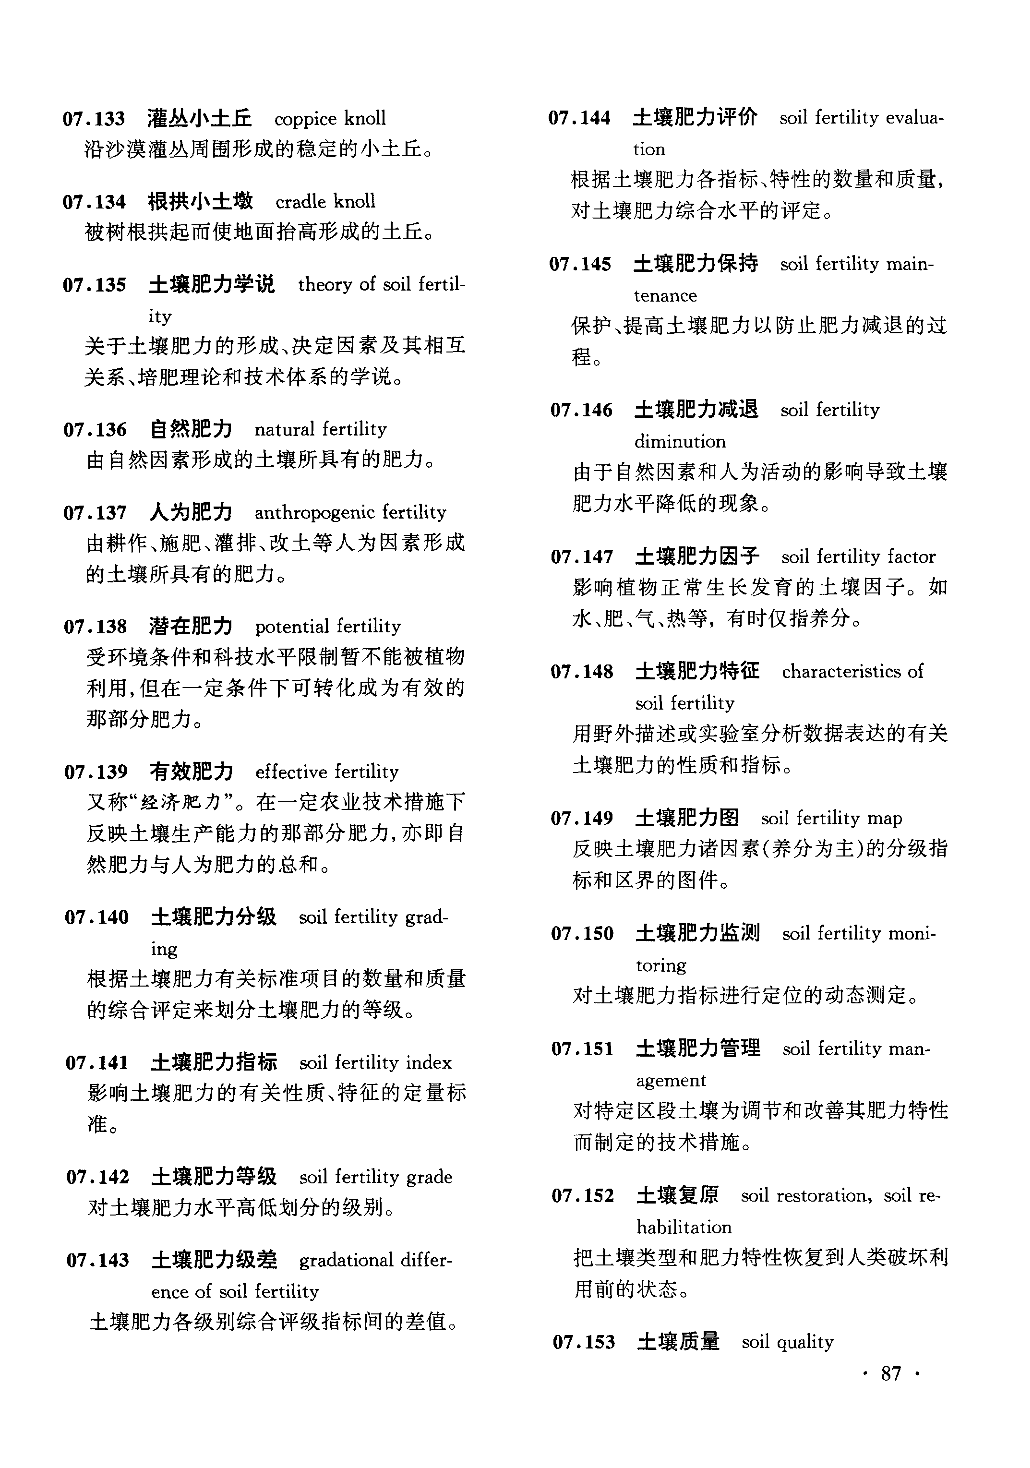 07.133 灌丛小土丘 coppice knoll
沿沙漠灌丛周围形成的稳定的小土丘。
07.134 根拱小土墩 cradle knoll
被树根拱起而使地面抬高形成的土丘。
07.135 土壤肥力学说 theory of soil fertil-
ity
关于土壤肥力的形成、决定因素及其相互
关系、培肥理论和技术体系的学说。
07.136 自然肥力 natural fertility
由自然因素形成的土壤所具有的肥力。
07.137 人为肥力 anthropogenic fertility
由耕作、施肥、灌排、改土等人为因素形成
的土壤所具有的肥力。
07.138 潜在肥力 potential fertility
受环境条件和科技水平限制暂不能被植物
利用,但在一定条件下可转化成为有效的
那部分肥力。
07.139 有效肥力 effective fertility
又称“经济肥力”。在一定农业技术措施下
反映土壤生产能力的那部分肥力,亦即自
然肥力与人为肥力的总和。
07.140 土壤肥力分级 soil fertility grad-
ing
根据土壤肥力有关标准项目的数量和质量
的综合评定来划分土壤肥力的等级。
07.141 土壤肥力指标 soil fertility index
影响土壤肥力的有关性质、特征的定量标
准。
07.142 土壤肥力等级 soil fertility grade
对土壤肥力水平高低划分的级别。
07.143 土壤肥力级差 gradational differ-
ence of soil fertility
土壤肥力各级别综合评级指标间的差值。
07.144 土壤肥力评价 soil fertility evalua-
tion
根据土壤肥力各指标、特性的数量和质量,
对土壤肥力综合水平的评定。
07.145 土壤肥力保持 soil fertility main-
tenance
保护、提高土壤肥力以防止肥力减退的过
程。
07.146 土壤肥力减退 soil fertility
diminution
由于自然因素和人为活动的影响导致土壤
肥力水平降低的现象。
07.147 土壤肥力因子 soil fertility factor
影响植物正常生长发育的土壤因子。如
水、肥、气、热等,有时仅指养分。
07.148 土壤肥力特征 characteristics of
soil fertility
用野外描述或实验室分析数据表达的有关
土壤肥力的性质和指标。
07.149 土壤肥力图 soil fertility map
反映土壤肥力诸因素(养分为主)的分级指
标和区界的图件。
07.150 土壤肥力监测 soil fertility moni-
toring
对土壤肥力指标进行定位的动态测定。
07.151 土壤肥力管理 soil fertility man-
agement
对特定区段土壤为调节和改善其肥力特性
而制定的技术措施。
07.152 土壤复原 soil restoration, soil re-
habilitation
把土壤类型和肥力特性恢复到人类破坏利
用前的状态。
07.153 土壤质量 soil quality
· 87 ·